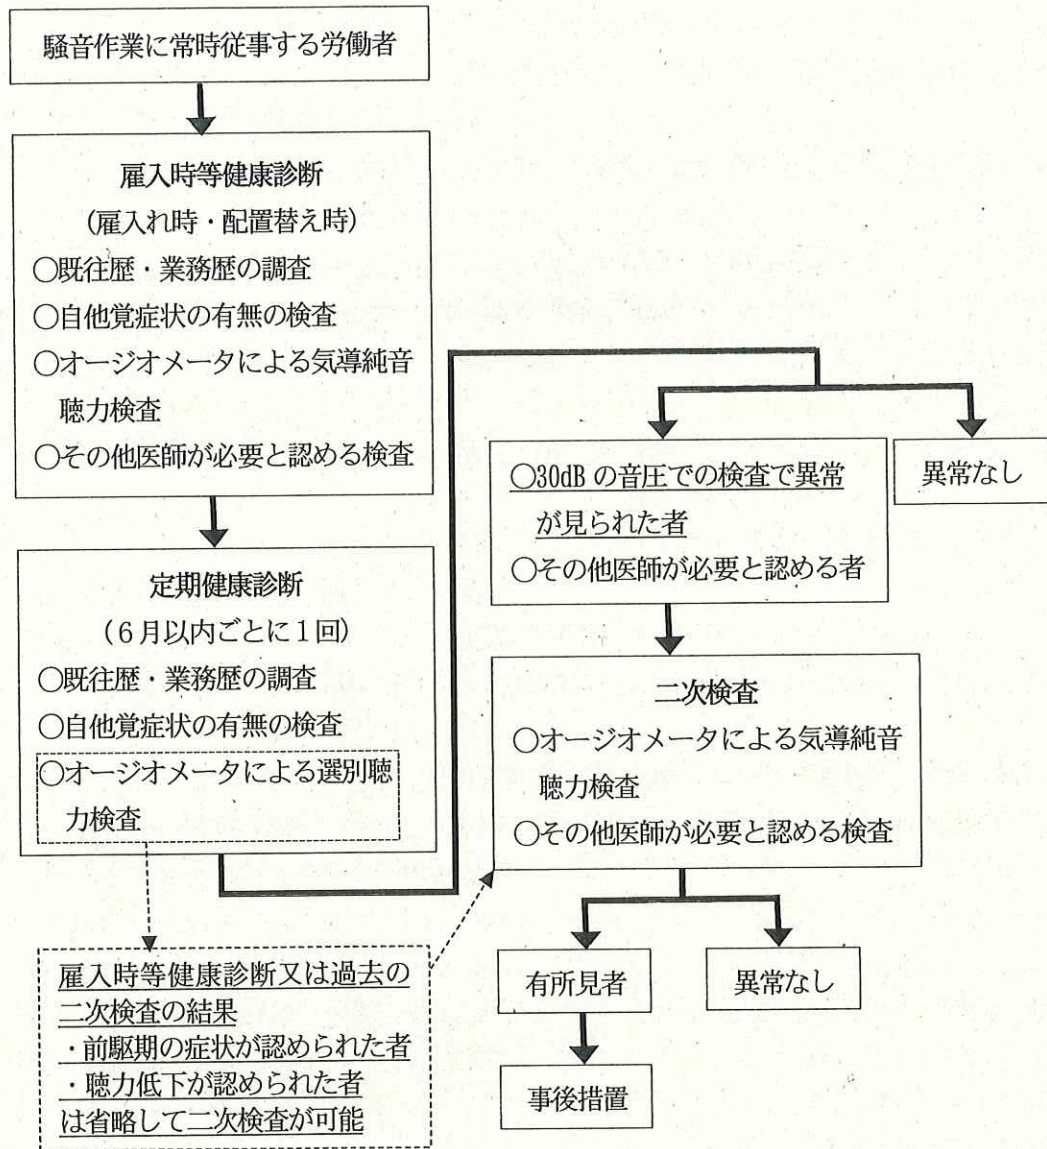 騒音作業に常時従事する労働者
雇入時等健康診断
(雇入れ時・配置替え時)
○既往歴・業務歴の調査
○自他覚症状の有無の検査
○オージオメータによる気導純音
聴力検査
○その他医師が必要と認める検査
定期健康診断
(6月以内ごとに1回)
○既往歴・業務歴の調査
○自他覚症状の有無の検査
○オージオメータによる選別聴
力検査
雇入時等健康診断又は過去の
二次検査の結果
・前駆期の症状が認められた者
・聴力低下が認められた者
は省略して二次検査が可能
○30dBの音圧での検査で異常
が見られた者
○その他医師が必要と認める者
異常なし
二次検査
○オージオメータによる気導純音
聴力検査
○その他医師が必要と認める検査
有所見者
異常なし
事後措置